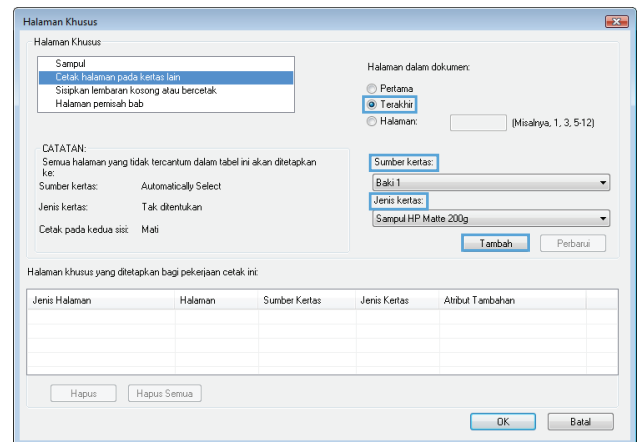 Halaman Khusus
Halaman Khusus
Sampul
Cetak halaman pada kertas lain
Sisipkan lembaran kosong atau bercetak
Halaman pemisah bab
Halaman dalam dokumen:
Pertama
Terakhir
Halaman:
(Misalnya, 1, 3, 5-12)
CATATAN:
Semua halaman yang tidak tercantum dalam tabel ini akan ditetapkan
ke:
Sumber kertas: Automatically Select
Jenis kertas: Tak ditentukan
Cetak pada kedua sisi: Mati
Sumber kertas:
Baki 1
Jenis kertas:
Sampul HP Matte 200g
Tambah Perbarui
Halaman khusus yang ditetapkan bagi pekerjaan cetak ini:
Jenis Halaman Halaman Sumber Kertas Jenis Kertas Atribut Tambahan
Hapus Hapus Semua
OK Batal